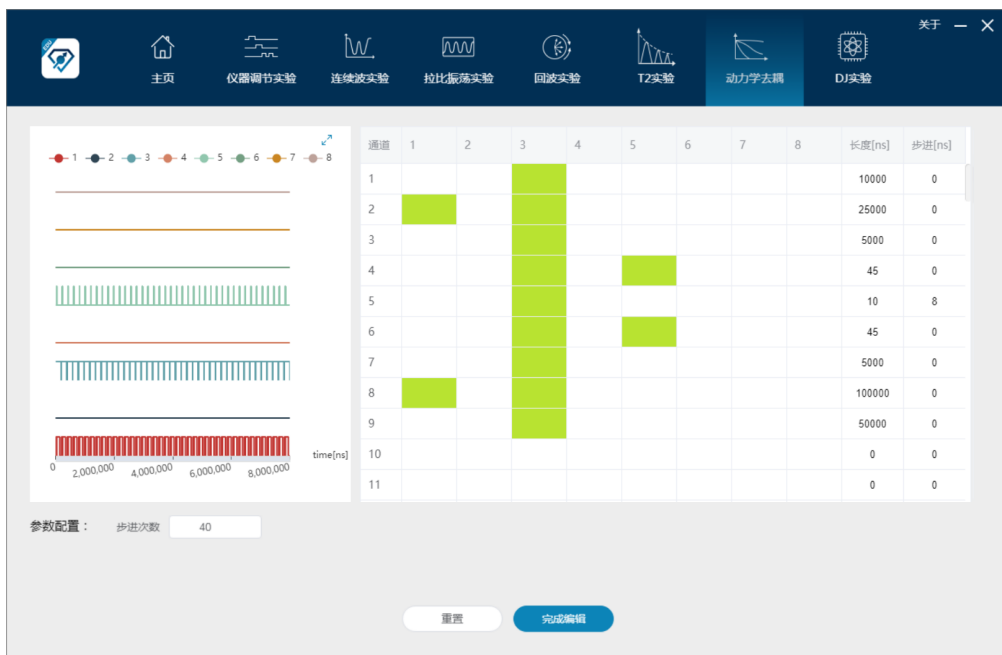 EDU
关于
主页 仪器调节实验 连续波实验 拉比振荡实验 回波实验 T2实验 动力学去耦 DJ实验
1 2 3 4 5 6 7 8
time[ns]
0 2,000,000 4,000,000 6,000,000 8,000,000
通道 1 2 3 4 5 6 7 8 长度[ns] 步进[ns]
1 10000 0
2 25000 0
3 5000 0
4 45 0
5 10 8
6 45 0
7 5000 0
8 100000 0
9 50000 0
10 0 0
11 0 0
参数配置： 步进次数 40
重置 完成编辑